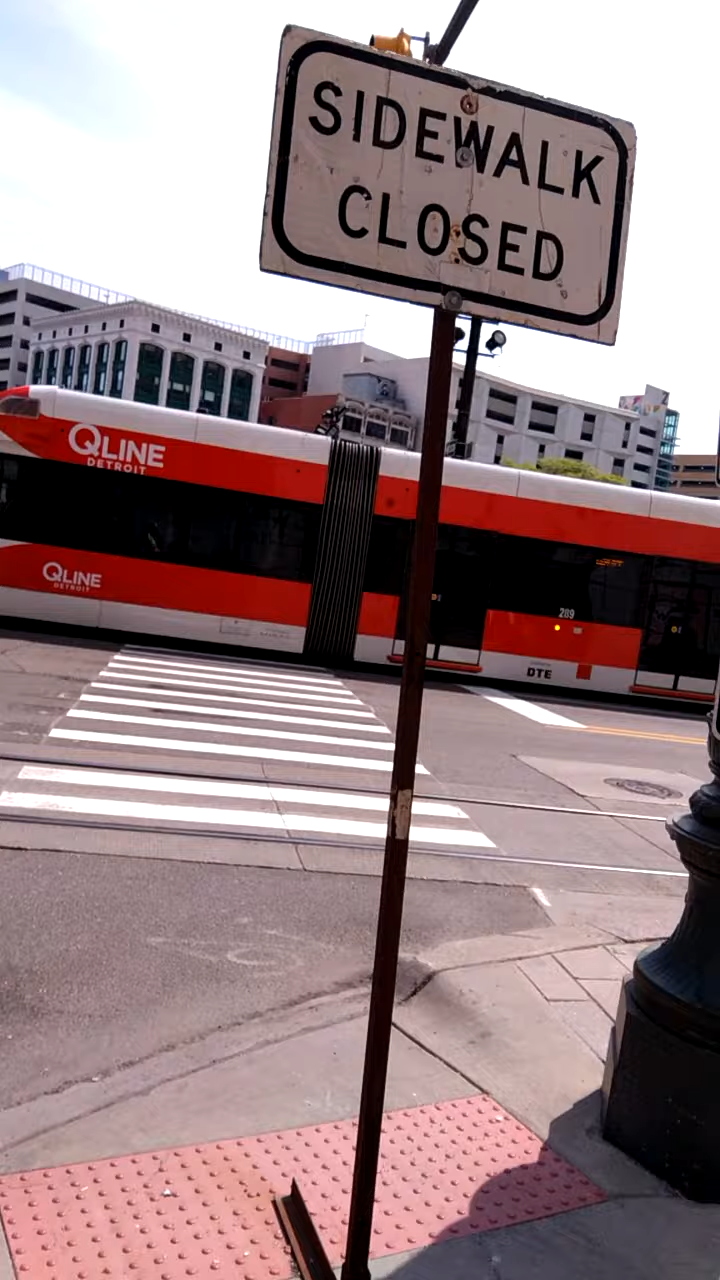 SIDEWALK
CLOSED
QLINE
DETROIT
QLINE
DETROIT
289
DTE